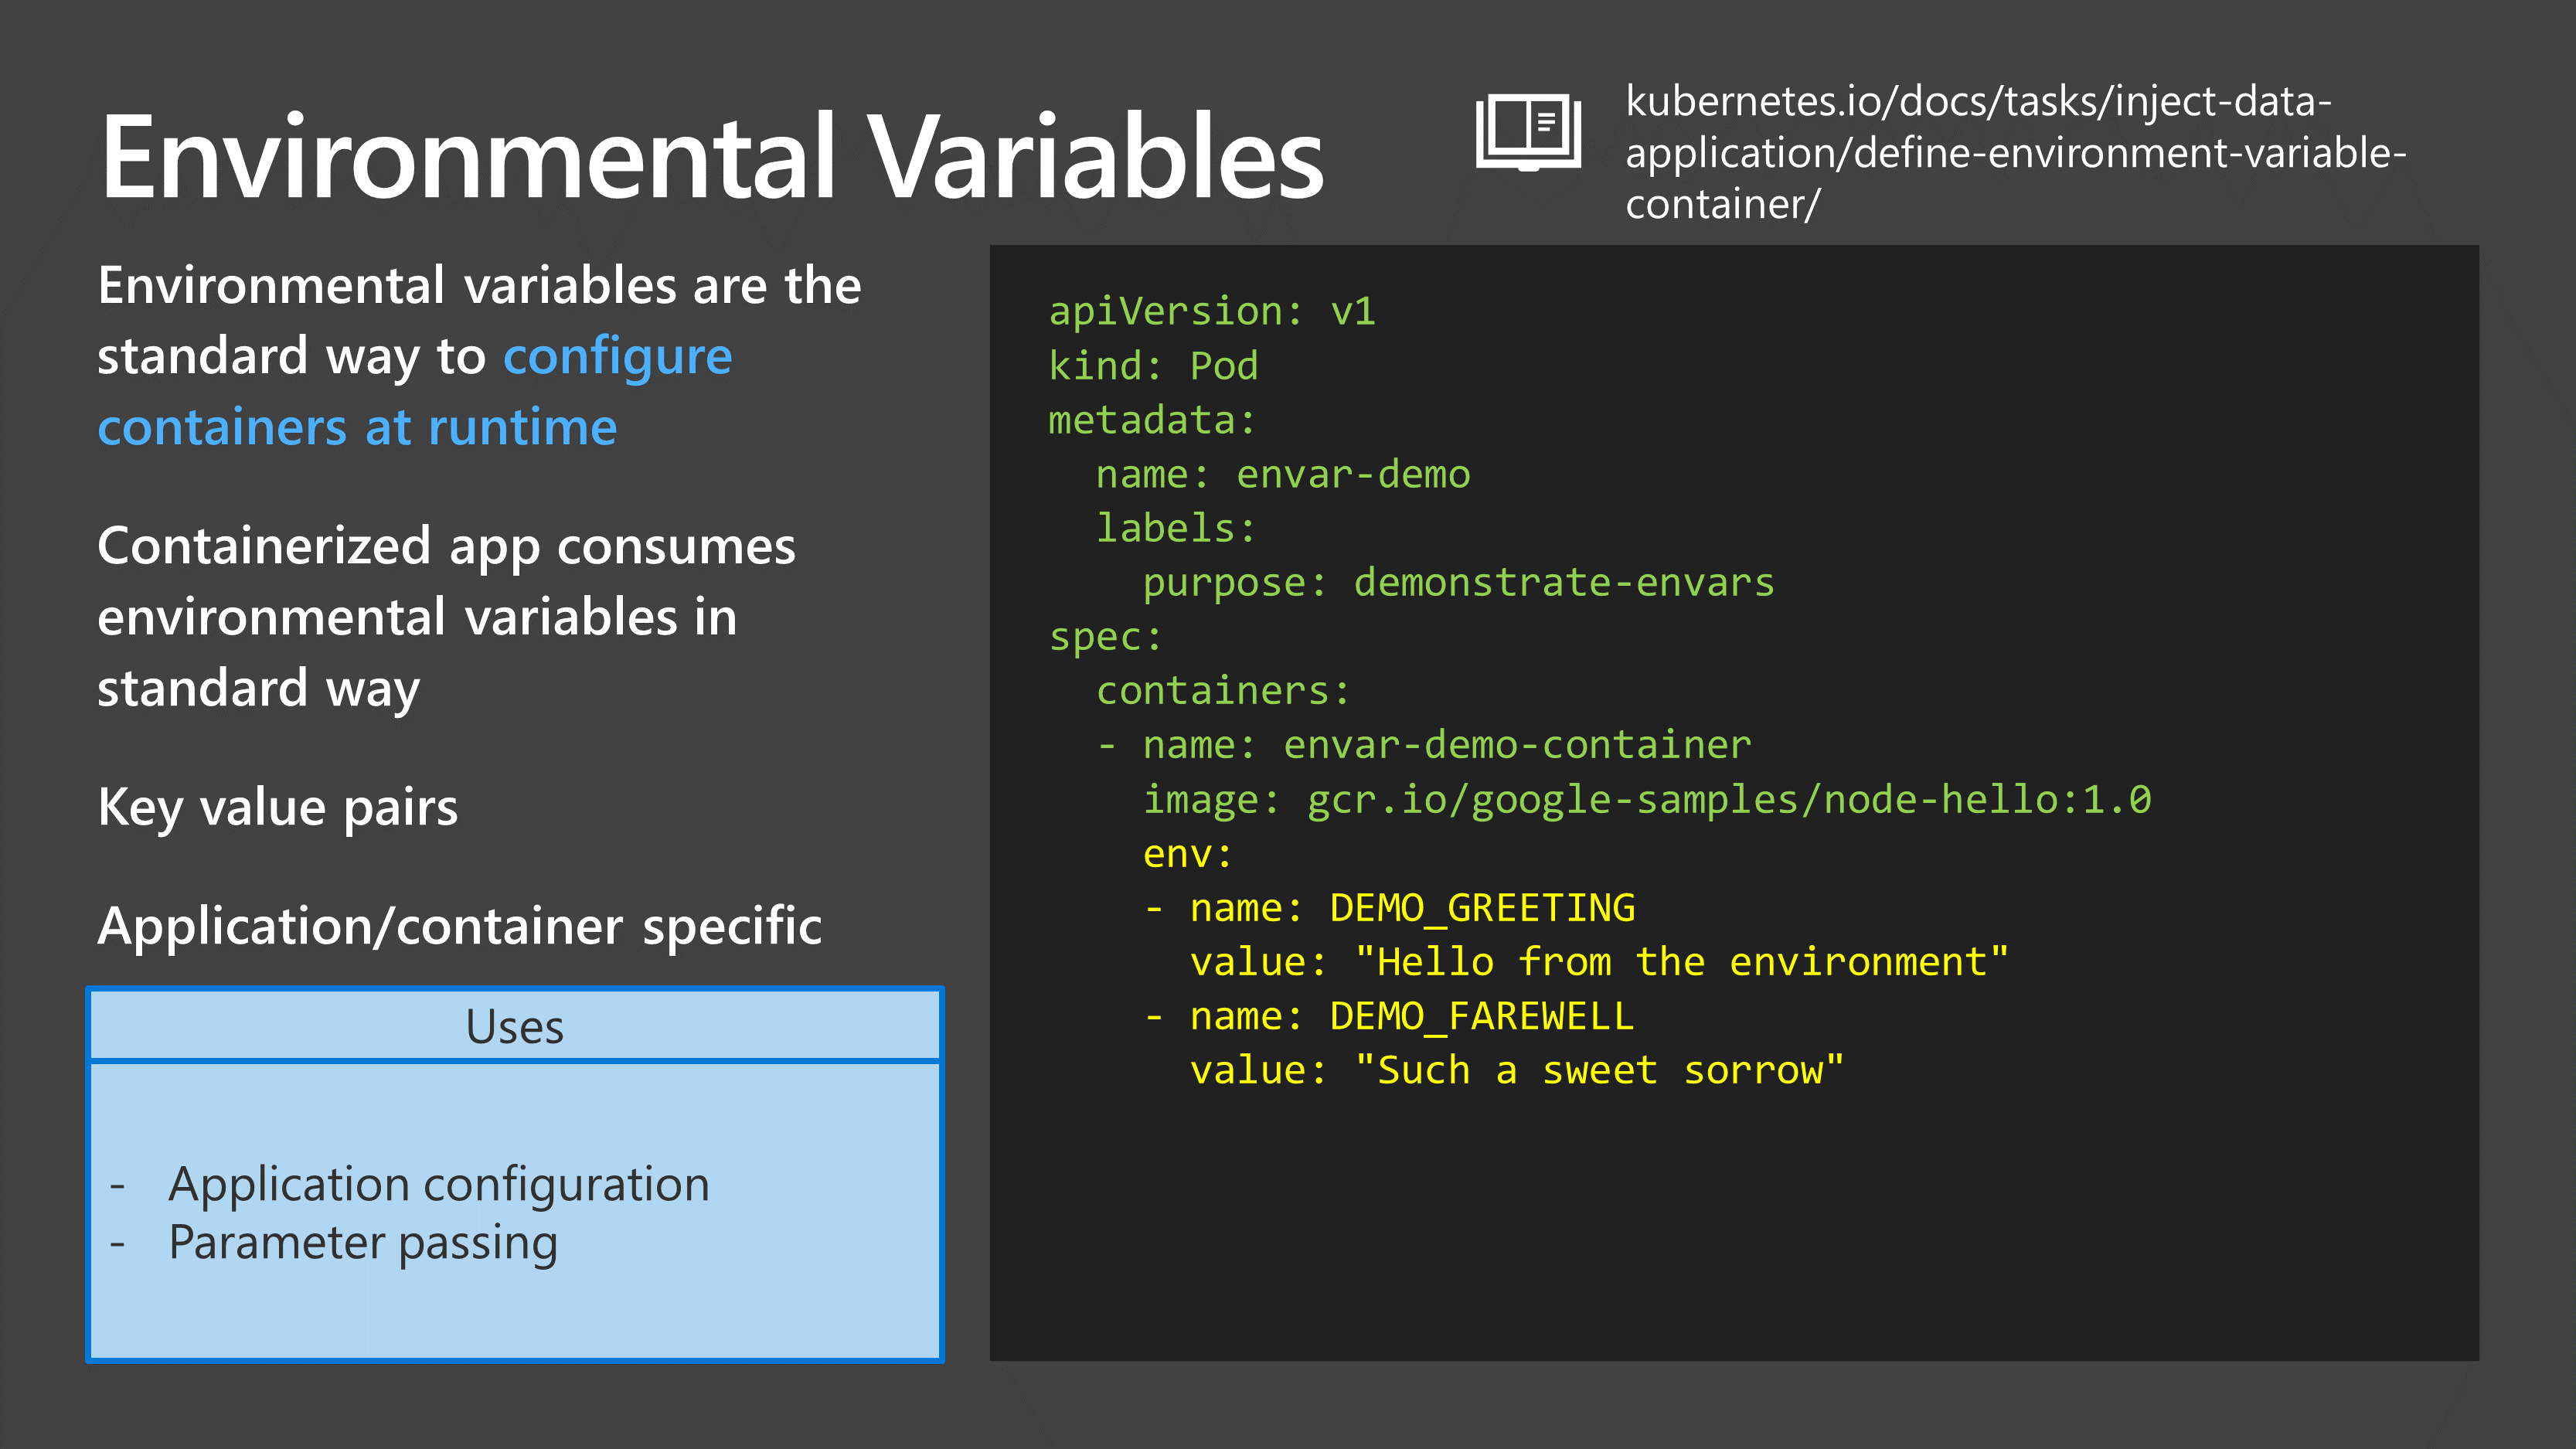 Environmental Variables
kubernetes.io/docs/tasks/inject-data-
application/define-environment-variable-
container/
Environmental variables are the
standard way to configure
containers at runtime
Containerized app consumes
environmental variables in
standard way
Key value pairs
Application/container specific
Uses
- Application configuration
- Parameter passing
apiVersion: v1
kind: Pod
metadata:
  name: envar-demo
  labels:
    purpose: demonstrate-envars
spec:
  containers:
  - name: envar-demo-container
    image: gcr.io/google-samples/node-hello:1.0
    env:
    - name: DEMO_GREETING
      value: "Hello from the environment"
    - name: DEMO_FAREWELL
      value: "Such a sweet sorrow"